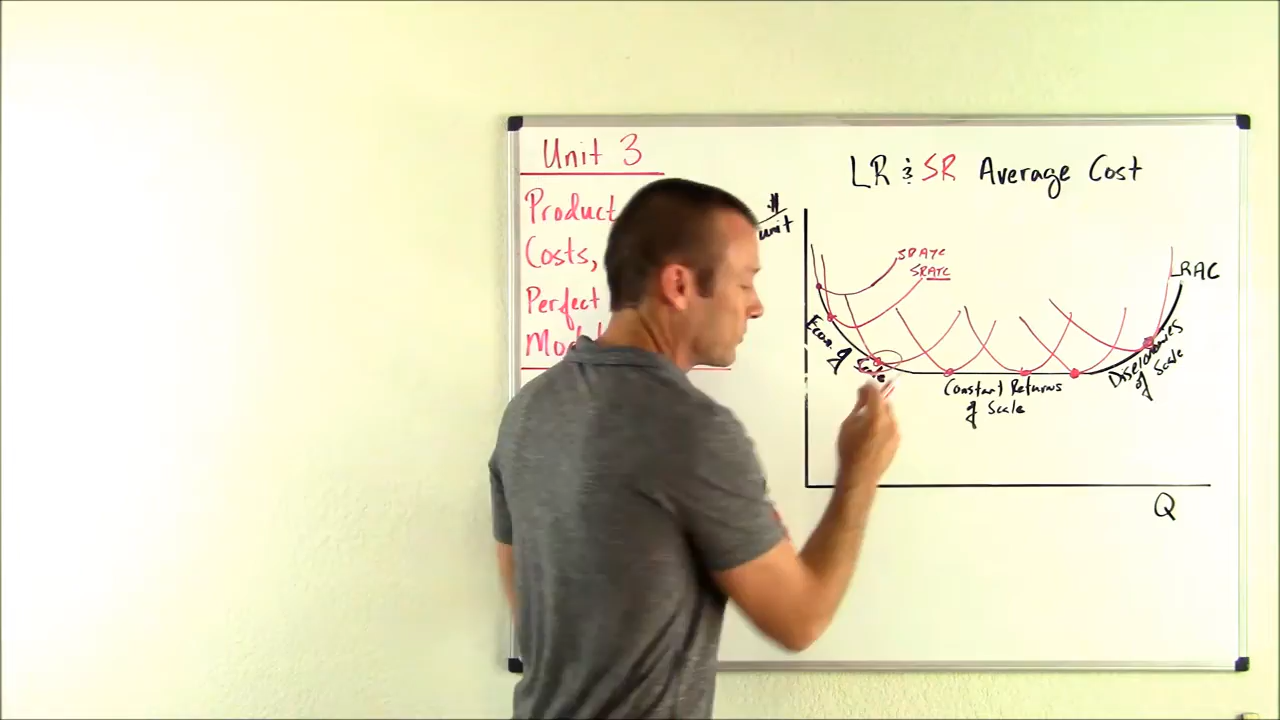 Unit 3
Product
Costs,
Perfect
Mod
LR & SR Average Cost
$/unit
SRATC
SRATC
LRAC
Econ. of
Scale
Constant Returns
of Scale
Diseconomies
of Scale
Q